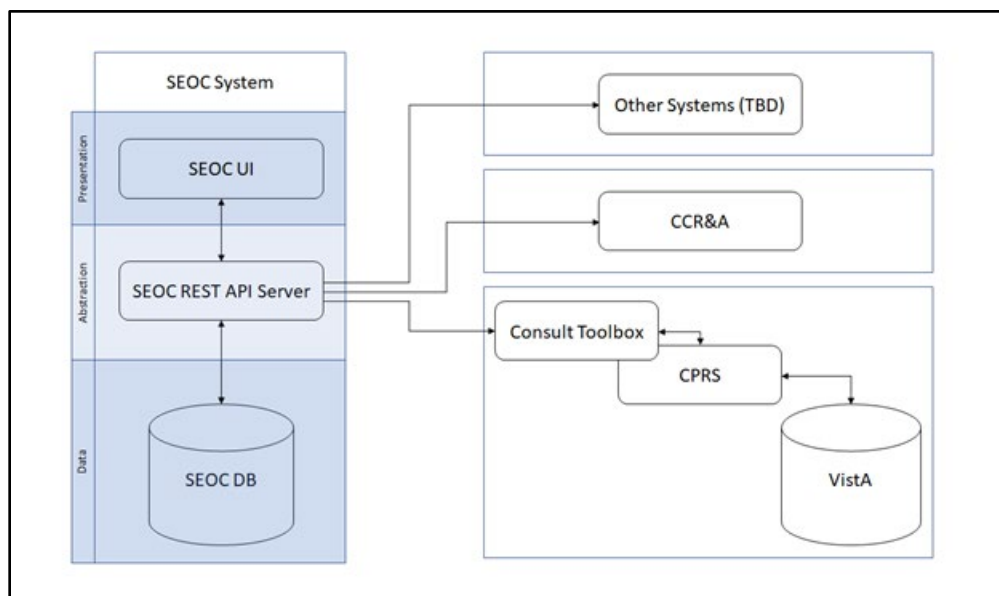 SEOC System
Presentation
SEOC UI
Abstraction
SEOC REST API Server
Data
SEOC DB
Other Systems (TBD)
CCR&A
Consult Toolbox
CPRS
VistA